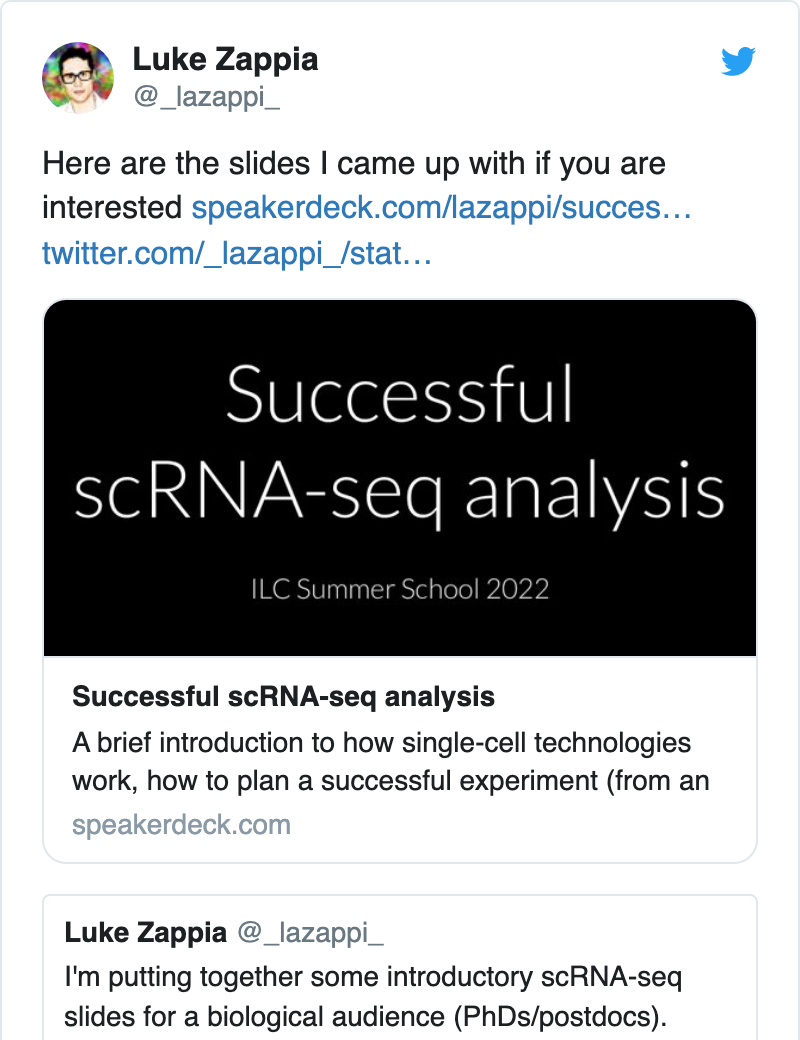 Luke Zappia
@_lazappi_
Here are the slides I came up with if you are
interested speakerdeck.com/lazappi/succes…
twitter.com/_lazappi_/stat…
Successful
scRNA-seq analysis
ILC Summer School 2022
Successful scRNA-seq analysis
A brief introduction to how single-cell technologies
work, how to plan a successful experiment (from an
speakerdeck.com
Luke Zappia @_lazappi_
I'm putting together some introductory scRNA-seq
slides for a biological audience (PhDs/postdocs).